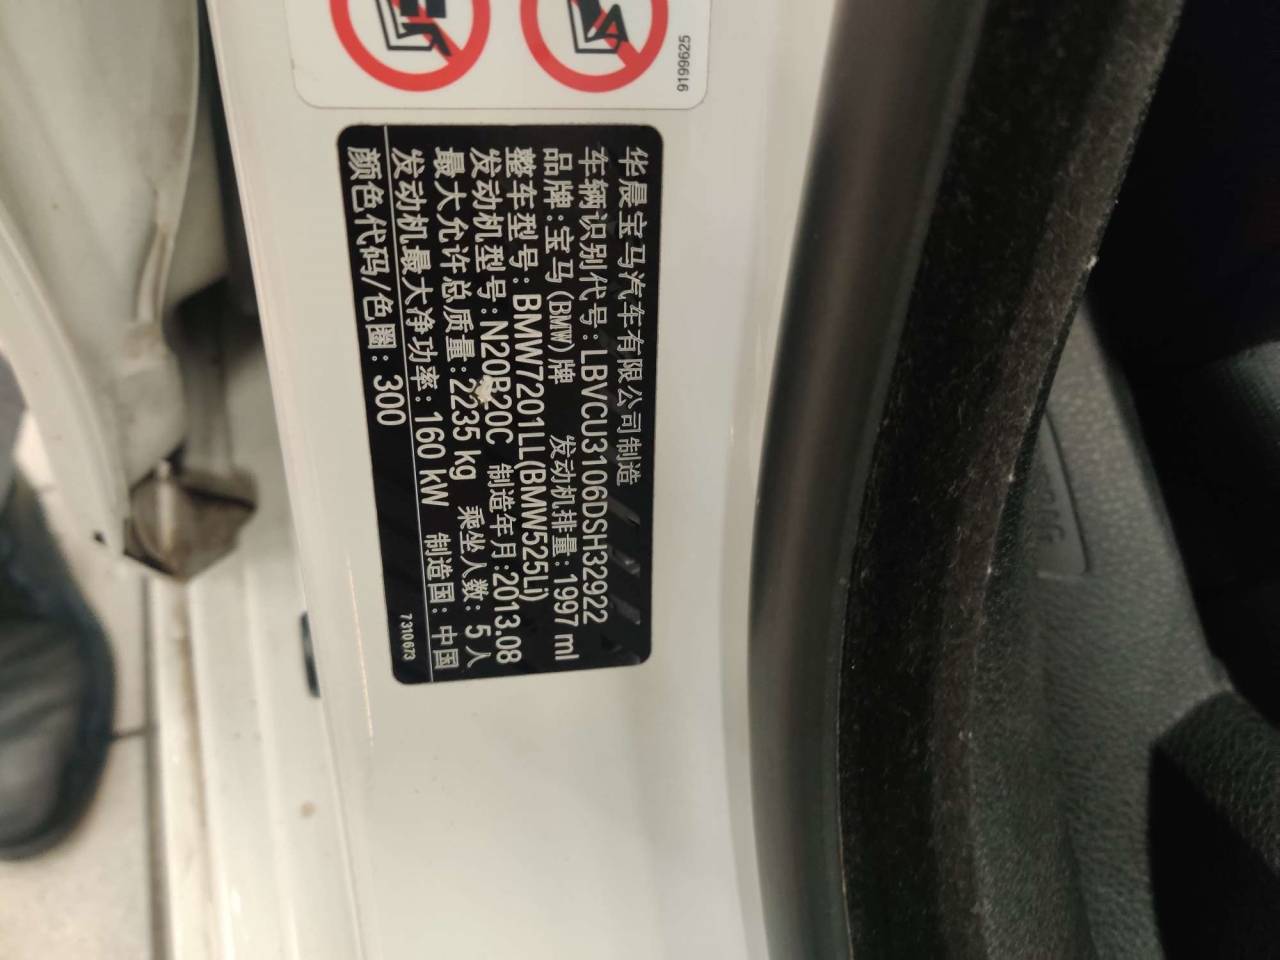 9199625
华晨宝马汽车有限公司制造
车辆识别代号：LBVCU3106DSH32922
品牌：宝马(BMW)牌 发动机排量：1997 ml
整车型号：BMW7201LL(BMW525Li)
发动机型号：N20B20C 制造年月：2013.08
最大允许总质量：2235 kg 乘坐人数：5人
发动机最大净功率：160 kW 制造国：中国
颜色代码/色圈：300
7310673